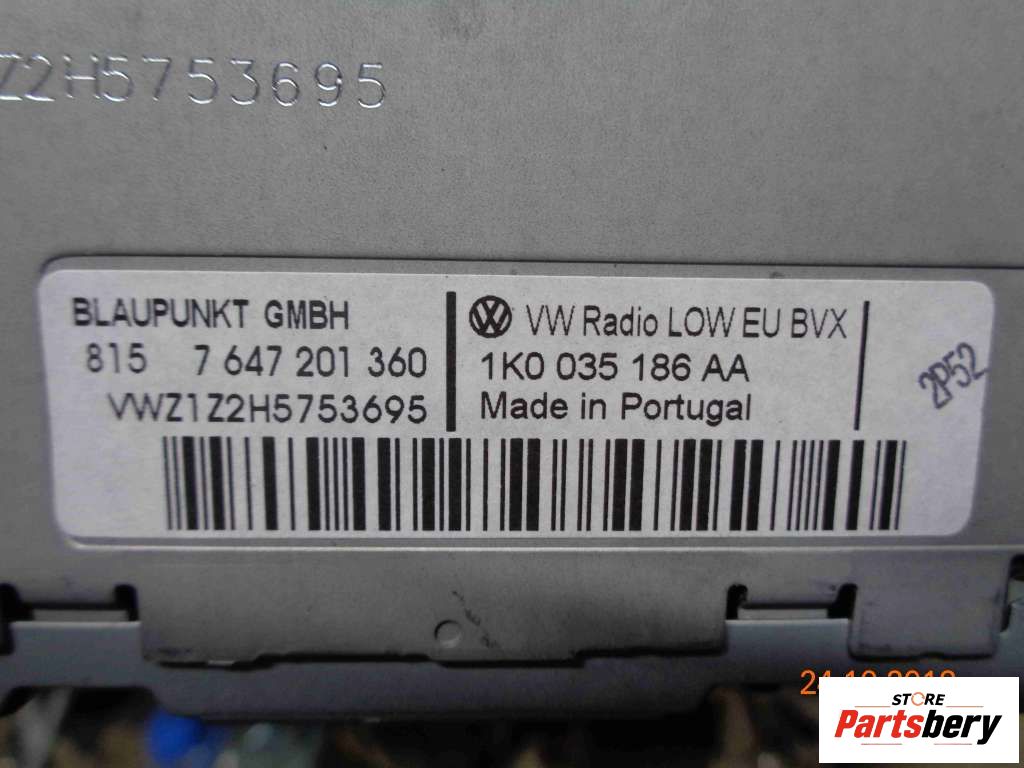 Z2H5753695
BLAUPUNKT GMBH
815 7 647 201 360
VWZ1Z2H5753695
VW Radio LOW EU BVX
1K0 035 186 AA
Made in Portugal
2P52
STORE
Partsbery